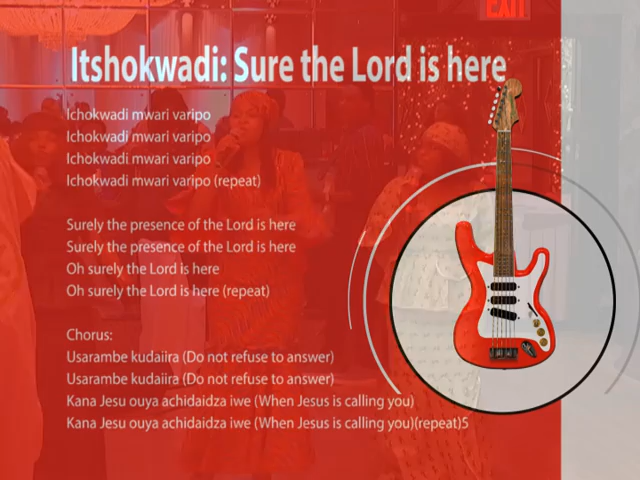 EXIT
Itshokwadi: Sure the Lord is here
Ichokwadi mwari varipo
Ichokwadi mwari varipo
Ichokwadi mwari varipo
Ichokwadi mwari varipo (repeat)
Surely the presence of the Lord is here
Surely the presence of the Lord is here
Oh surely the Lord is here
Oh surely the Lord is here (repeat)
Chorus:
Usarambe kudaiira (Do not refuse to answer)
Usarambe kudaiira (Do not refuse to answer)
Kana Jesu ouya achidaidza iwe (When Jesus is calling you)
Kana Jesu ouya achidaidza iwe (When Jesus is calling you)(repeat)5